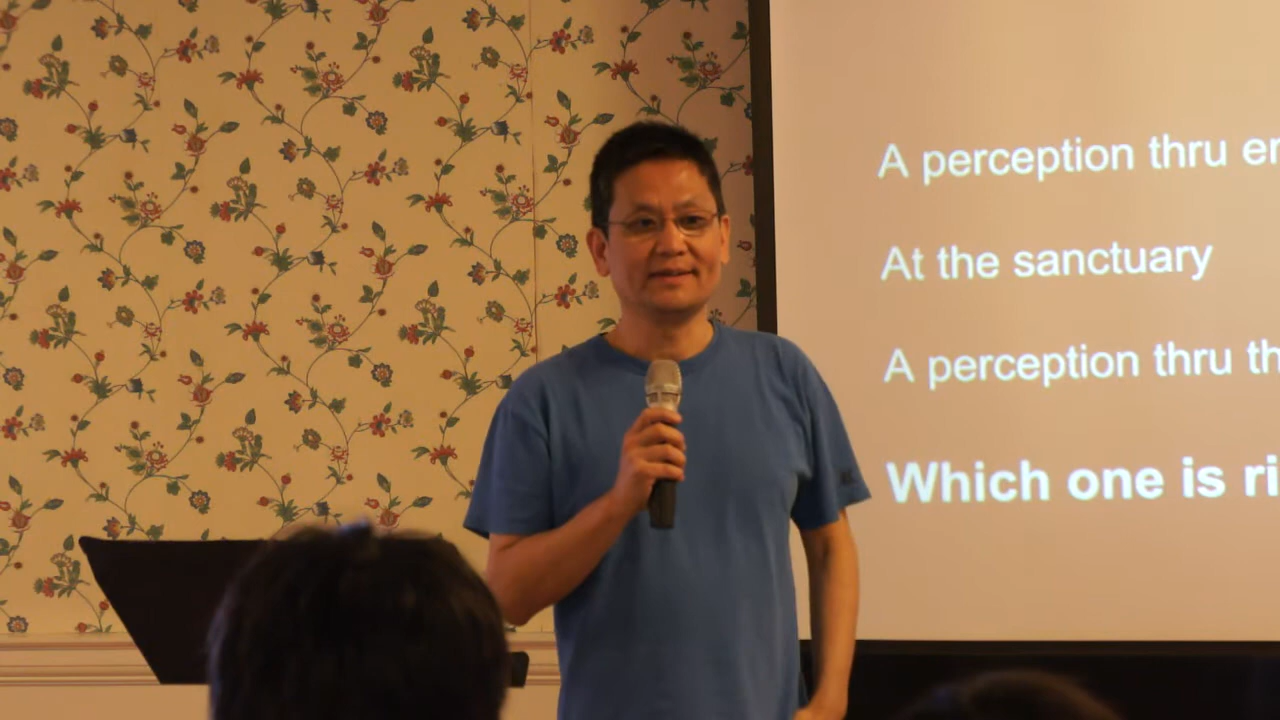 A perception thru
At the sanctuary
A perception thru
Which one is